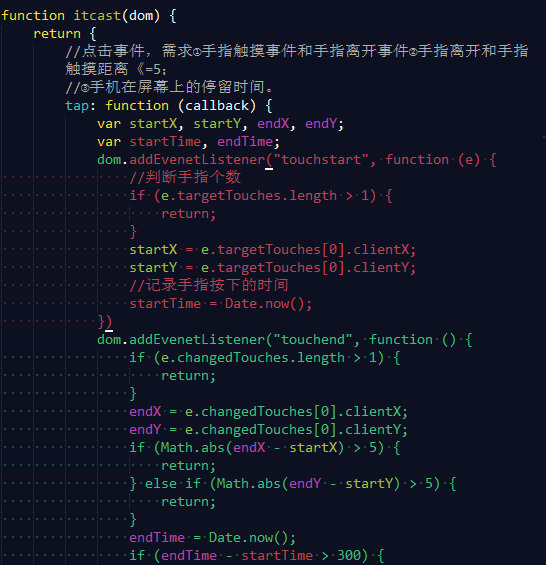 function itcast(dom) {
return {
//点击事件，需求①手指触摸事件和手指离开事件②手指离开和手指
触摸距离《=5；
//③手机在屏幕上的停留时间。
tap: function (callback) {
var startX, startY, endX, endY;
var startTime, endTime;
dom.addEvenetListener("touchstart", function (e) {
//判断手指个数
if (e.targetTouches.length > 1) {
return;
}
startX = e.targetTouches[0].clientX;
startY = e.targetTouches[0].clientY;
//记录手指按下的时间
startTime = Date.now();
})
dom.addEvenetListener("touchend", function () {
if (e.changedTouches.length > 1) {
return;
}
endX = e.changedTouches[0].clientX;
endY = e.changedTouches[0].clientY;
if (Math.abs(endX - startX) > 5) {
return;
} else if (Math.abs(endY - startY) > 5) {
return;
}
endTime = Date.now();
if (endTime - startTime > 300) {